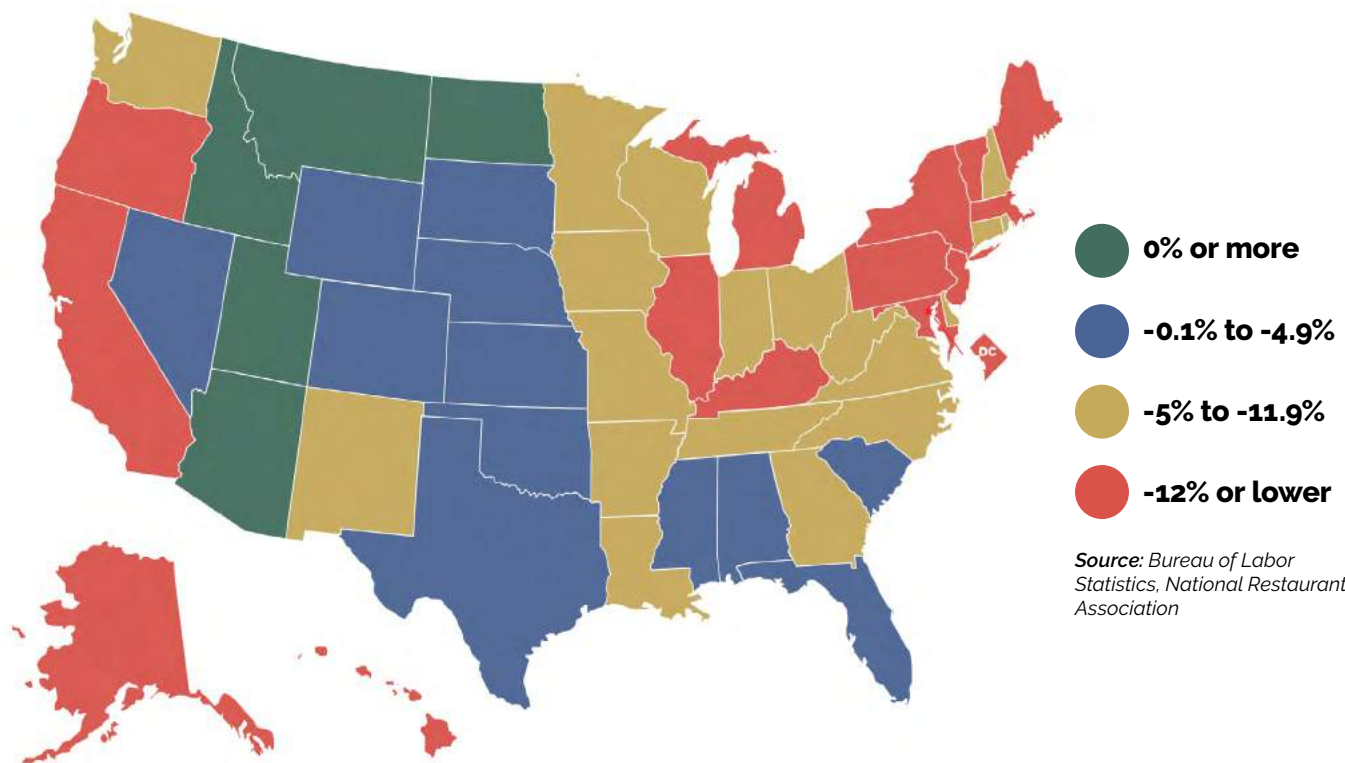 0% or more
-0.1% to -4.9%
DC
-5% to -11.9%
-12% or lower
Source: Bureau of Labor
Statistics, National Restaurant
Association